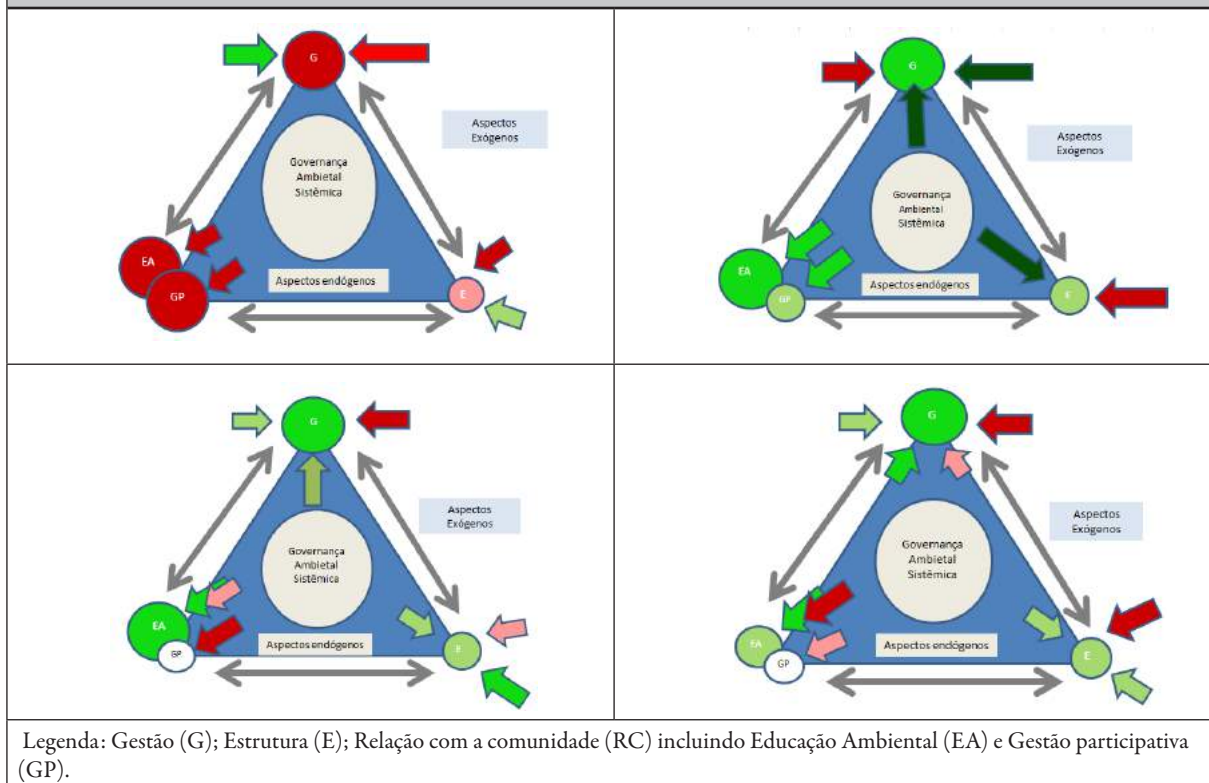 G
Aspectos
Exógenos
Governança
Ambietal
Sistêmica
EA
GP
Aspectos endógenos
E
G
Aspectos
Exógenos
Governança
Ambiental
Sistêmica
EA
GP
Aspectos endógenos
E
G
Aspectos
Exógenos
Governança
Ambietal
Sistêmica
EA
GP
Aspectos endógenos
E
G
Aspectos
Exógenos
Governança
Ambietal
Sistêmica
EA
GP
Aspectos endógenos
E
Legenda: Gestão (G); Estrutura (E); Relação com a comunidade (RC) incluindo Educação Ambiental (EA) e Gestão participativa
(GP).